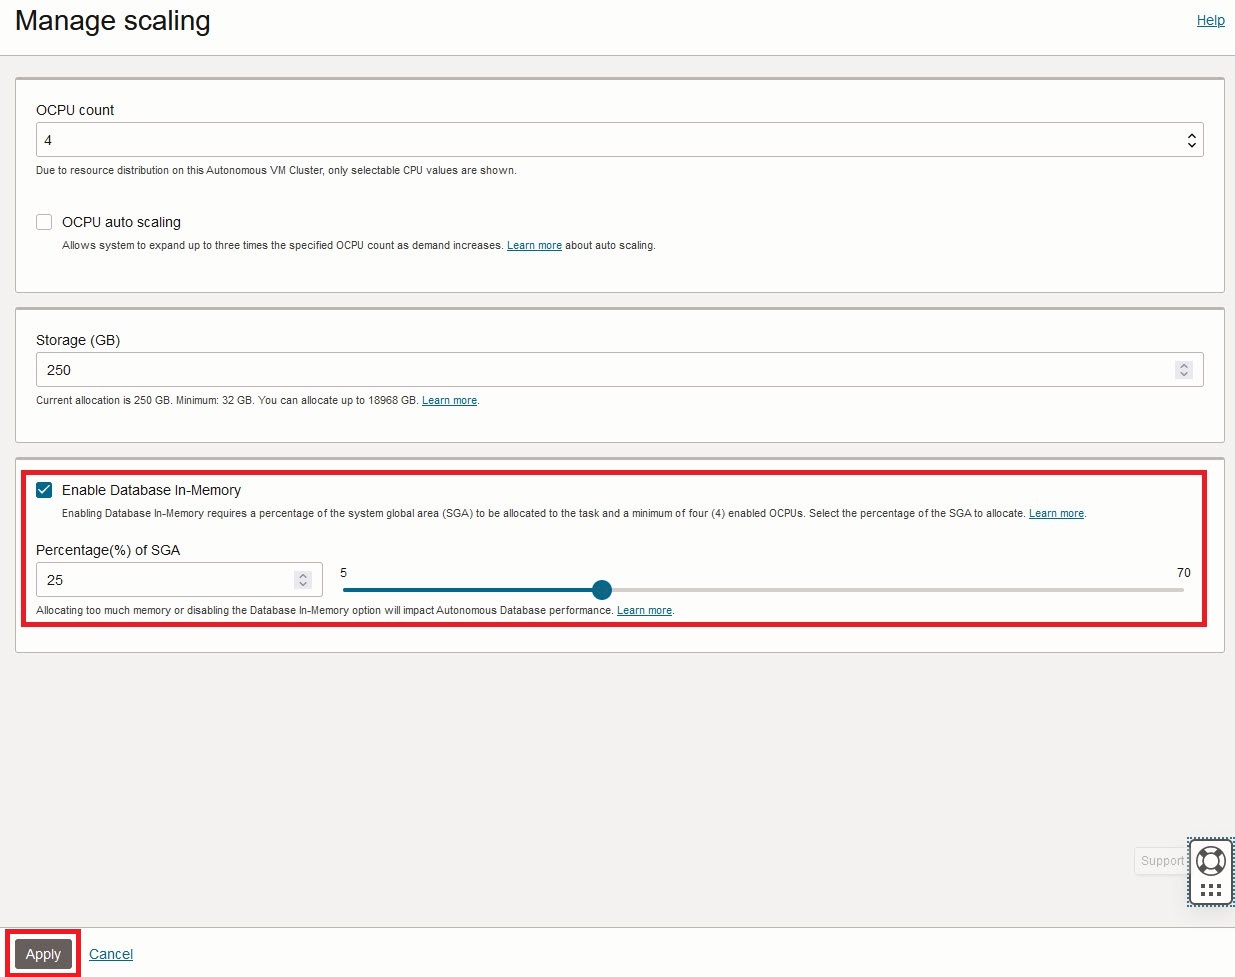 Manage scaling
Help
OCPU count
4
Due to resource distribution on this Autonomous VM Cluster, only selectable CPU values are shown.
OCPU auto scaling
Allows system to expand up to three times the specified OCPU count as demand increases. Learn more about auto scaling.
Storage (GB)
250
Current allocation is 250 GB. Minimum: 32 GB. You can allocate up to 18968 GB. Learn more.
Enable Database In-Memory
Enabling Database In-Memory requires a percentage of the system global area (SGA) to be allocated to the task and a minimum of four (4) enabled OCPUs. Select the percentage of the SGA to allocate. Learn more.
Percentage(%) of SGA
25
5
70
Allocating too much memory or disabling the Database In-Memory option will impact Autonomous Database performance. Learn more.
Support
Apply
Cancel